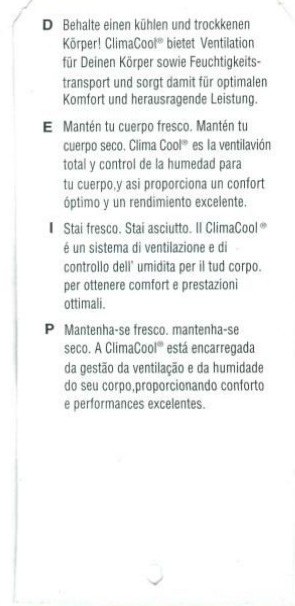 D Behalte einen kühlen und trockkenen
Körper! ClimaCool® bietet Ventilation
für Deinen Körper sowie Feuchtigkeits-
transport und sorgt damit für optimalen
Komfort und herausragende Leistung.
E Mantén tu cuerpo fresco. Mantén tu
cuerpo seco. Clima Cool® es la ventilavión
total y control de la humedad para
tu cuerpo,y asi proporciona un confort
óptimo y un rendimiento excelente.
I Stai fresco. Stai asciutto. Il ClimaCool®
é un sistema di ventilazione e di
controllo dell' umidita per il tud corpo.
per ottenere comfort e prestazioni
ottimali.
P Mantenha-se fresco. mantenha-se
seco. A ClimaCool® está encarregada
da gestão da ventilação e da humidade
do seu corpo,proporcionando conforto
e performances excelentes.